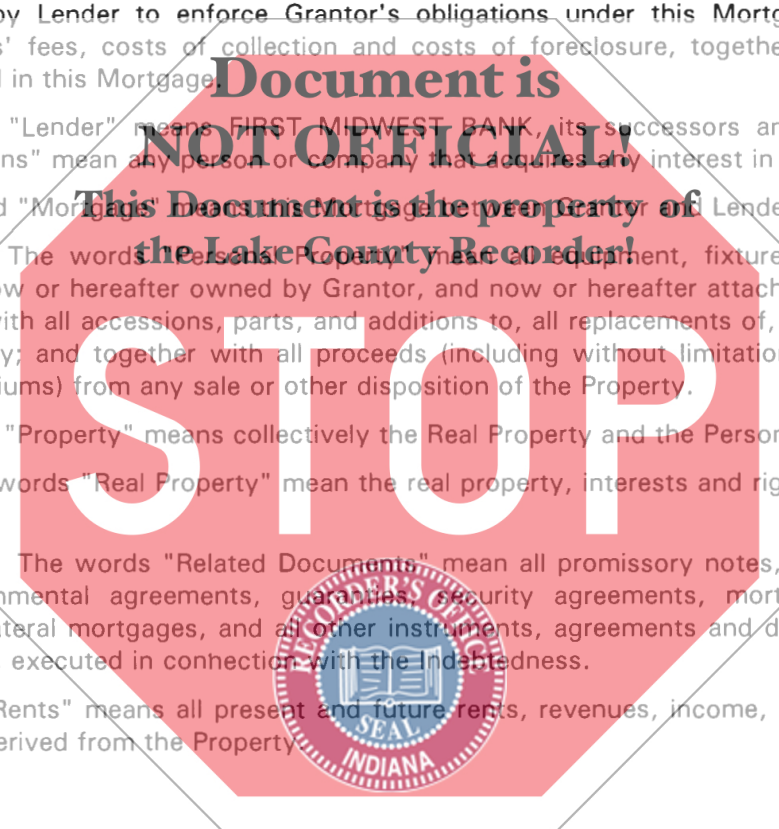 by Lender to enforce Grantor's obligations under this Mortg
s' fees, costs of collection and costs of foreclosure, togethe
d in this Mortgage.
Document is
"Lender" means FIRST MIDWEST BANK, its successors an
NOT OFFICIAL!
ns" mean any person or company that acquires any interest in
This Document is the property of
d "Mortgage" means this Mortgage between Grantor and Lende
the Lake County Recorder!
The words "Personal Property" mean all equipment, fixture
ow or hereafter owned by Grantor, and now or hereafter attach
with all accessions, parts, and additions to, all replacements of,
y; and together with all proceeds (including without limitation
iums) from any sale or other disposition of the Property.
STOP
"Property" means collectively the Real Property and the Person
words "Real Property" mean the real property, interests and rig
The words "Related Documents" mean all promissory notes,
nmental agreements, guaranties, security agreements, mort
ateral mortgages, and all other instruments, agreements and d
executed in connection with the Indebtedness.
RECORDER'S OFFICE
Rents" means all present and future rents, revenues, income,
SEAL
erived from the Property.
INDIANA